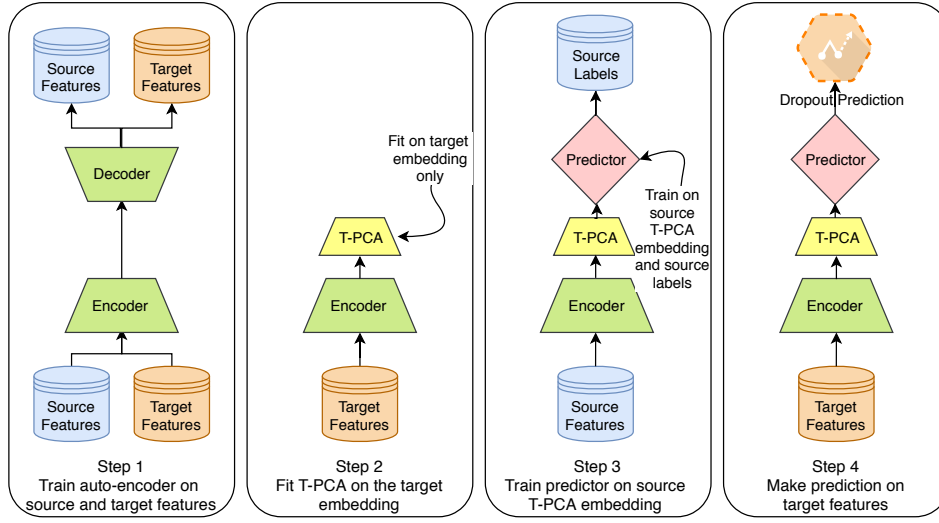 Source
Features
Target
Features
Decoder
Encoder
Source
Features
Target
Features
Step 1
Train auto-encoder on
source and target features
Fit on target
embedding
only
T-PCA
Encoder
Target
Features
Step 2
Fit T-PCA on the target
embedding
Source
Labels
Predictor
Train on
source
T-PCA
embedding
and source
labels
T-PCA
Encoder
Source
Features
Step 3
Train predictor on source
T-PCA embedding
Dropout Prediction
Predictor
T-PCA
Encoder
Target
Features
Step 4
Make prediction on
target features